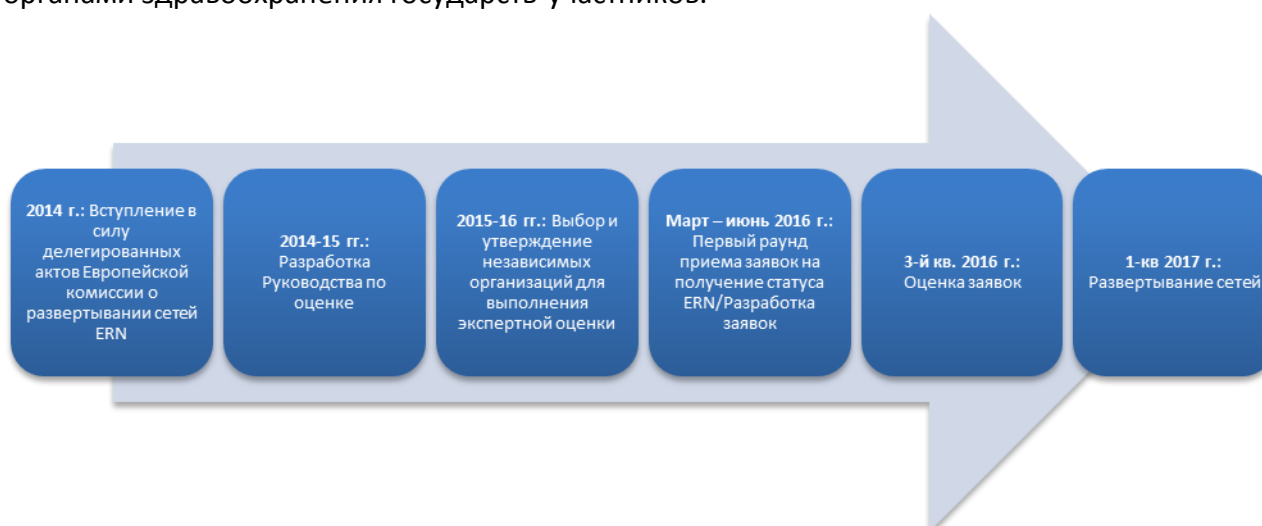 органами здравоохранения государств-участников.
2014 г.: Вступление в
силу
делегированных
актов Европейской
комиссии о
развертывании сетей
ERN
2014-15 гг.:
Разработка
Руководства по
оценке
2015-16 гг.: Выбор и
утверждение
независимых
организаций для
выполнения
экспертной оценки
Март – июнь 2016 г.:
Первый раунд
приема заявок на
получение статуса
ERN/Разработка
заявок
3-й кв. 2016 г.:
Оценка заявок
1-кв 2017 г.:
Развертывание сетей